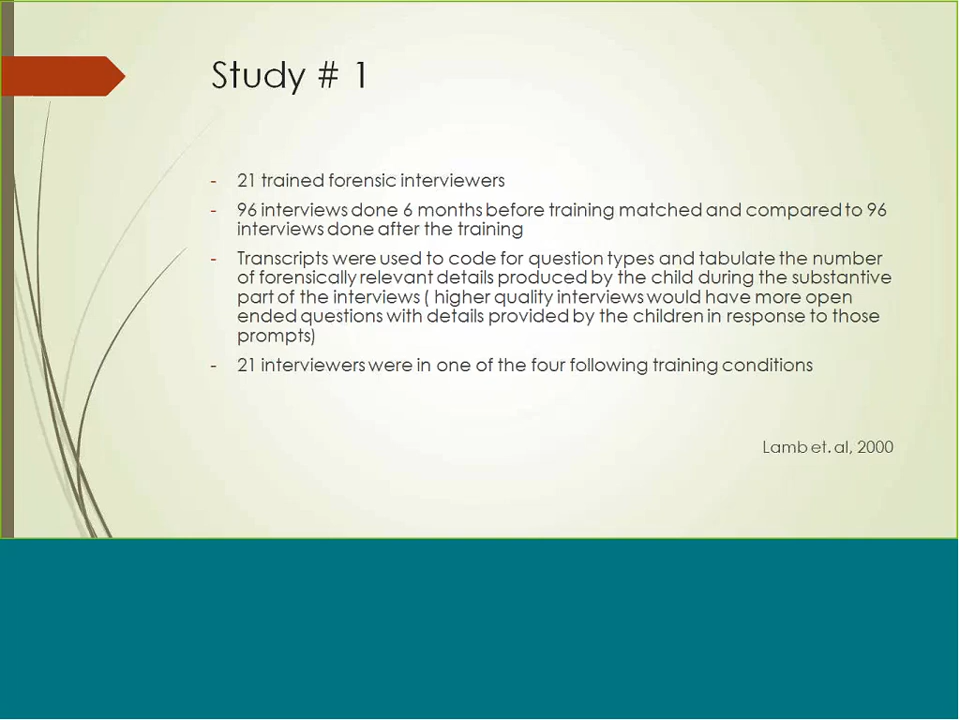 Study # 1
- 21 trained forensic interviewers
- 96 interviews done 6 months before training matched and compared to 96
interviews done after the training
- Transcripts were used to code for question types and tabulate the number
of forensically relevant details produced by the child during the substantive
part of the interviews ( higher quality interviews would have more open
ended questions with details provided by the children in response to those
prompts)
- 21 interviewers were in one of the four following training conditions
Lamb et. al, 2000